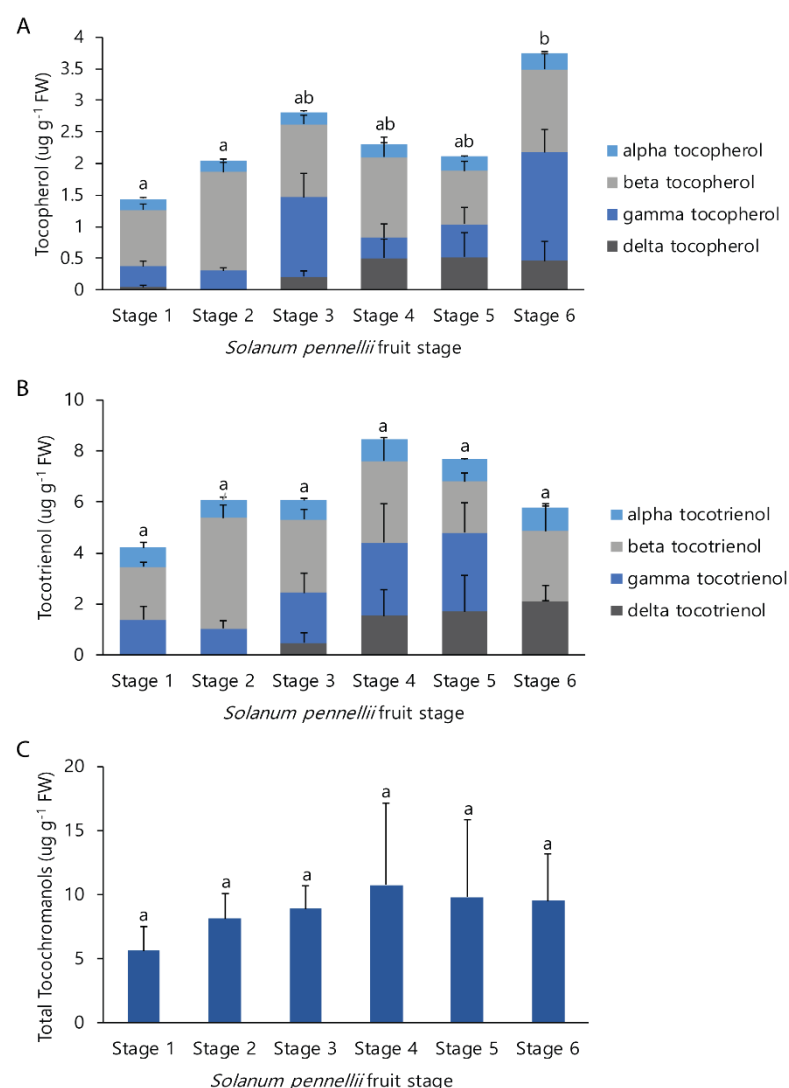 A
Tocopherol (ug g⁻¹ FW)
4
3.5
3
2.5
2
1.5
1
0.5
0
a
a
ab
ab
ab
b
alpha tocopherol
beta tocopherol
gamma tocopherol
delta tocopherol
Stage 1 Stage 2 Stage 3 Stage 4 Stage 5 Stage 6
Solanum pennellii fruit stage
B
Tocotrienol (ug g⁻¹ FW)
10
8
6
4
2
0
a
a
a
a
a
a
alpha tocotrienol
beta tocotrienol
gamma tocotrienol
delta tocotrienol
Stage 1 Stage 2 Stage 3 Stage 4 Stage 5 Stage 6
Solanum pennellii fruit stage
C
Total Tocochromanols (ug g⁻¹ FW)
20
15
10
5
0
a
a
a
a
a
a
Stage 1 Stage 2 Stage 3 Stage 4 Stage 5 Stage 6
Solanum pennellii fruit stage